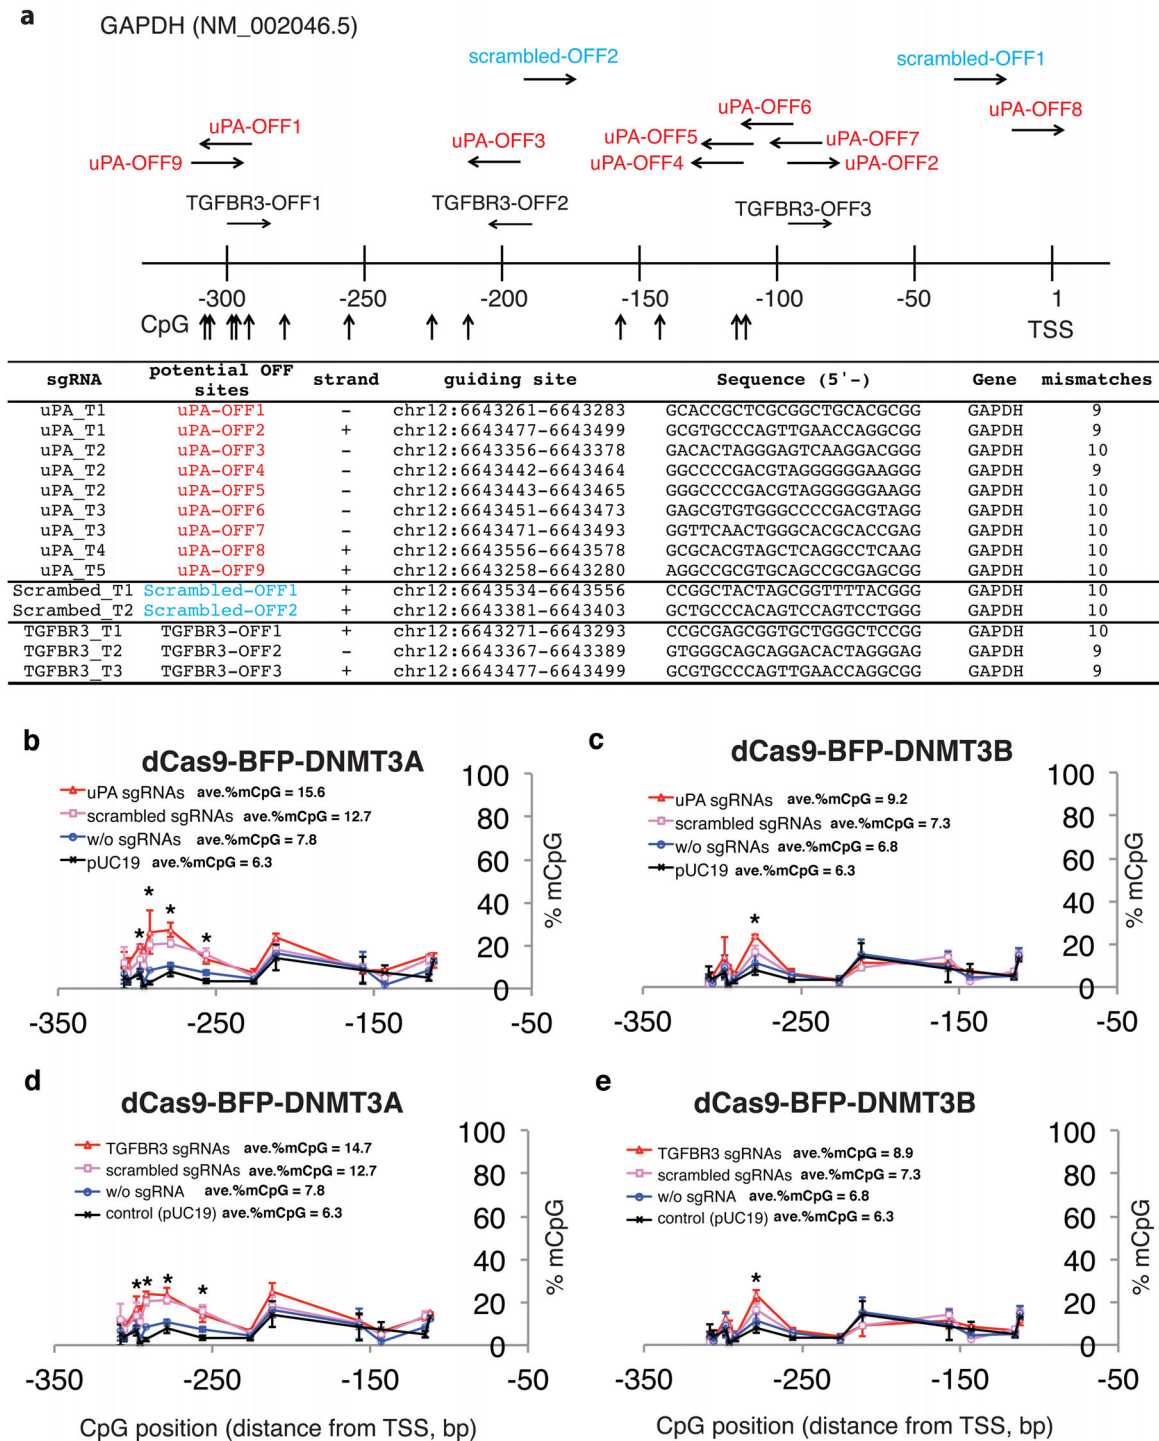 a
GAPDH (NM_002046.5)
scrambled-OFF2 scrambled-OFF1
uPA-OFF6 uPA-OFF8
uPA-OFF1 uPA-OFF3 uPA-OFF5 uPA-OFF7
uPA-OFF9 uPA-OFF4 uPA-OFF2
TGFBR3-OFF1 TGFBR3-OFF2 TGFBR3-OFF3
-300 -250 -200 -150 -100 -50 1
CpG TSS
sgRNA potential OFF sites strand guiding site Sequence (5'-) Gene mismatches
uPA_T1 uPA-OFF1 - chr12:6643261-6643283 GCACCGCTCGCGGCTGCACGCGG GAPDH 9
uPA_T1 uPA-OFF2 + chr12:6643477-6643499 GCGTGCCCAGTTGAACCAGGCGG GAPDH 9
uPA_T2 uPA-OFF3 - chr12:6643356-6643378 GACACTAGGGAGTCAAGGACGGG GAPDH 10
uPA_T2 uPA-OFF4 - chr12:6643442-6643464 GGCCCCGACGTAGGGGGGAAGGG GAPDH 9
uPA_T2 uPA-OFF5 - chr12:6643443-6643465 GGGCCCCGACGTAGGGGGGAAGG GAPDH 10
uPA_T3 uPA-OFF6 - chr12:6643451-6643473 GAGCGTGTGGGCCCCGACGTAGG GAPDH 10
uPA_T3 uPA-OFF7 - chr12:6643471-6643493 GGTTCAACTGGGCACGCACCGAG GAPDH 10
uPA_T4 uPA-OFF8 + chr12:6643556-6643578 GCGCACGTAGCTCAGGCCTCAAG GAPDH 10
uPA_T5 uPA-OFF9 + chr12:6643258-6643280 AGGCCGCGTGCAGCCGCGAGCGG GAPDH 10
Scrambed_T1 Scrambled-OFF1 + chr12:6643534-6643556 CCGGCTACTAGCGGTTTTACGGG GAPDH 10
Scrambed_T2 Scrambled-OFF2 + chr12:6643381-6643403 GCTGCCACAGTCCAGTCCTGGG GAPDH 10
TGFBR3_T1 TGFBR3-OFF1 + chr12:6643271-6643293 CCGCGAGCGGTGCTGGGCTCCGG GAPDH 10
TGFBR3_T2 TGFBR3-OFF2 - chr12:6643367-6643389 GTGGGCAGCAGGACACTAGGGAG GAPDH 9
TGFBR3_T3 TGFBR3-OFF3 + chr12:6643477-6643499 GCGTGCCCAGTTGAACCAGGCGG GAPDH 9
b
dCas9-BFP-DNMT3A
uPA sgRNAs ave.%mCpG = 15.6
scrambled sgRNAs ave.%mCpG = 12.7
w/o sgRNAs ave.%mCpG = 7.8
pUC19 ave.%mCpG = 6.3
* * * *
100
80
60
40
20
0
% mCpG
-350 -250 -150 -50
c
dCas9-BFP-DNMT3B
uPA sgRNAs ave.%mCpG = 9.2
scrambled sgRNAs ave.%mCpG = 7.3
w/o sgRNAs ave.%mCpG = 6.8
pUC19 ave.%mCpG = 6.3
*
100
80
60
40
20
0
% mCpG
-350 -250 -150 -50
d
dCas9-BFP-DNMT3A
TGFBR3 sgRNAs ave.%mCpG = 14.7
scrambled sgRNAs ave.%mCpG = 12.7
w/o sgRNA ave.%mCpG = 7.8
control (pUC19) ave.%mCpG = 6.3
* * * *
100
80
60
40
20
0
% mCpG
-350 -250 -150 -50
CpG position (distance from TSS, bp)
e
dCas9-BFP-DNMT3B
TGFBR3 sgRNAs ave.%mCpG = 8.9
scrambled sgRNAs ave.%mCpG = 7.3
w/o sgRNA ave.%mCpG = 6.8
control (pUC19) ave.%mCpG = 6.3
*
100
80
60
40
20
0
% mCpG
-350 -250 -150 -50
CpG position (distance from TSS, bp)